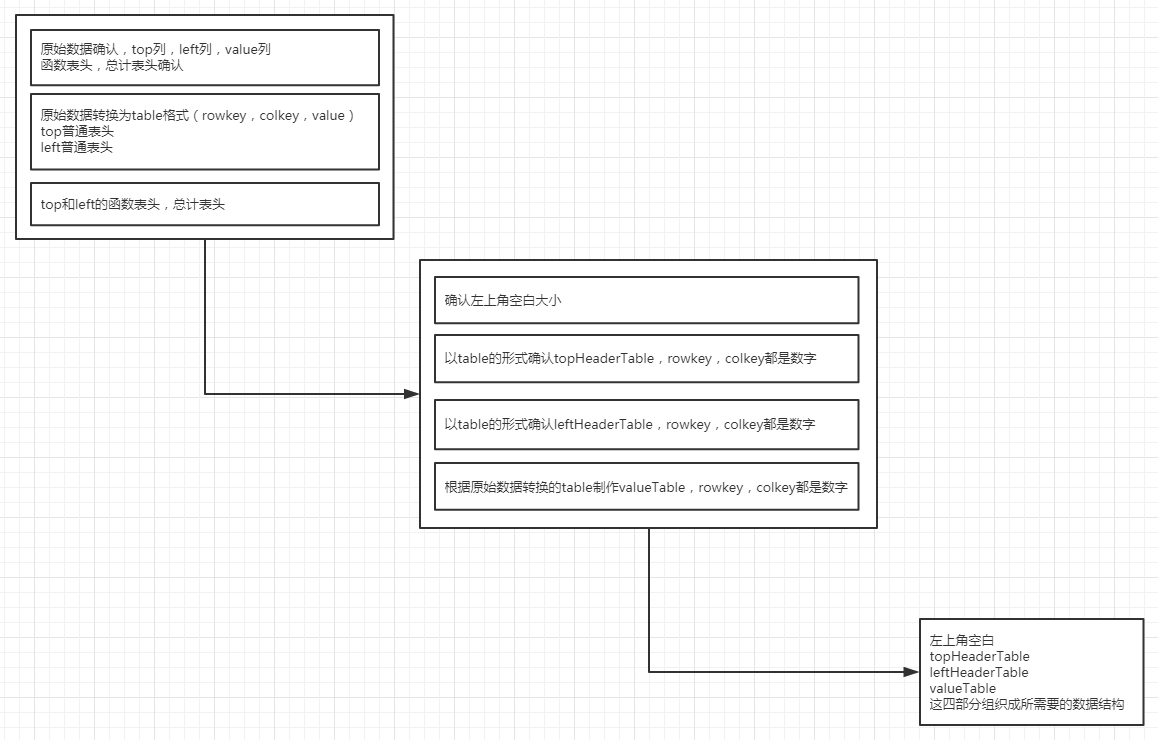 原始数据确认，top列，left列，value列
函数表头，总计表头确认
原始数据转换为table格式（rowkey，colkey，value）
top普通表头
left普通表头
top和left的函数表头，总计表头
确认左上角空白大小
以table的形式确认topHeaderTable，rowkey，colkey都是数字
以table的形式确认leftHeaderTable，rowkey，colkey都是数字
根据原始数据转换的table制作valueTable，rowkey，colkey都是数字
左上角空白
topHeaderTable
leftHeaderTable
valueTable
这四部分组织成所需要的数据结构